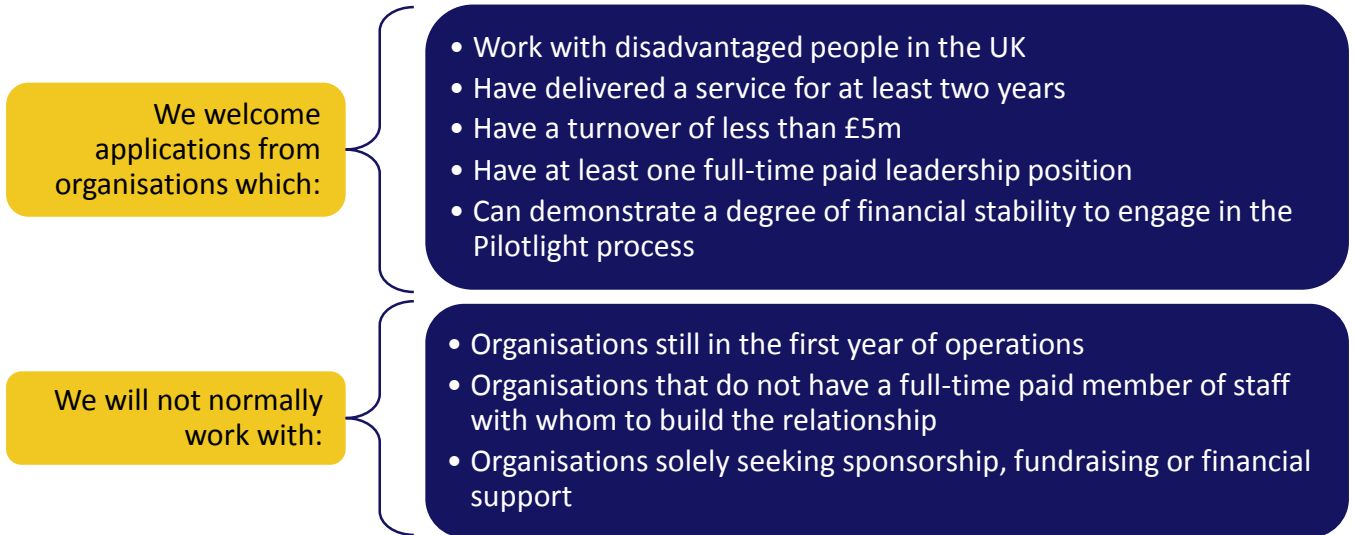 We welcome
applications from
organisations which:
• Work with disadvantaged people in the UK
• Have delivered a service for at least two years
• Have a turnover of less than £5m
• Have at least one full-time paid leadership position
• Can demonstrate a degree of financial stability to engage in the
Pilotlight process
We will not normally
work with:
• Organisations still in the first year of operations
• Organisations that do not have a full-time paid member of staff
with whom to build the relationship
• Organisations solely seeking sponsorship, fundraising or financial
support